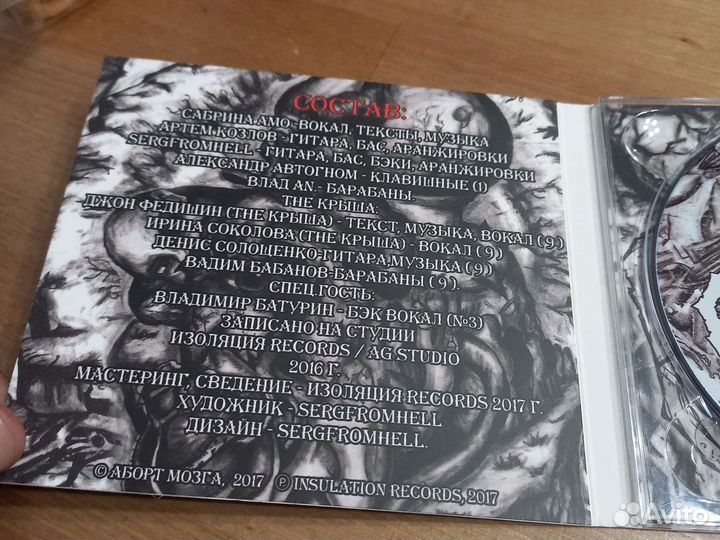 СОСТАВ:
САБРИНА АМО -ВОКАЛ, ТЕКСТЫ, МУЗЫКА
АРТЕМ КОЗЛОВ - ГИТАРА, БАС, АРАНЖИРОВКИ
SERGFROMHELL - ГИТАРА, БАС, БЭКИ, АРАНЖИРОВКИ
АЛЕКСАНДР АВТОГНОМ - КЛАВИШНЫЕ (1)
ВЛАД AN.- БАРАБАНЫ.
THE КРЫША:
ДЖОН ФЕДИШИН (THE КРЫША) - ТЕКСТ, МУЗЫКА, ВОКАЛ ( 9 )
ИРИНА СОКОЛОВА (THE КРЫША) - ВОКАЛ ( 9 )
ДЕНИС СОЛОЩЕНКО-ГИТАРА,МУЗЫКА ( 9 )
ВАДИМ БАБАНОВ-БАРАБАНЫ ( 9 ).
СПЕЦ.ГОСТЬ:
ВЛАДИМИР БАТУРИН - БЭК ВОКАЛ (№3)
ЗАПИСАНО НА СТУДИИ
ИЗОЛЯЦИЯ RECORDS / AG STUDIO
2016 Г.
МАСТЕРИНГ, СВЕДЕНИЕ - ИЗОЛЯЦИЯ RECORDS 2017 Г.
ХУДОЖНИК - SERGFROMHELL
ДИЗАЙН - SERGFROMHELL.
© АБОРТ МОЗГА, 2017 ℗ INSULATION RECORDS, 2017
Avito